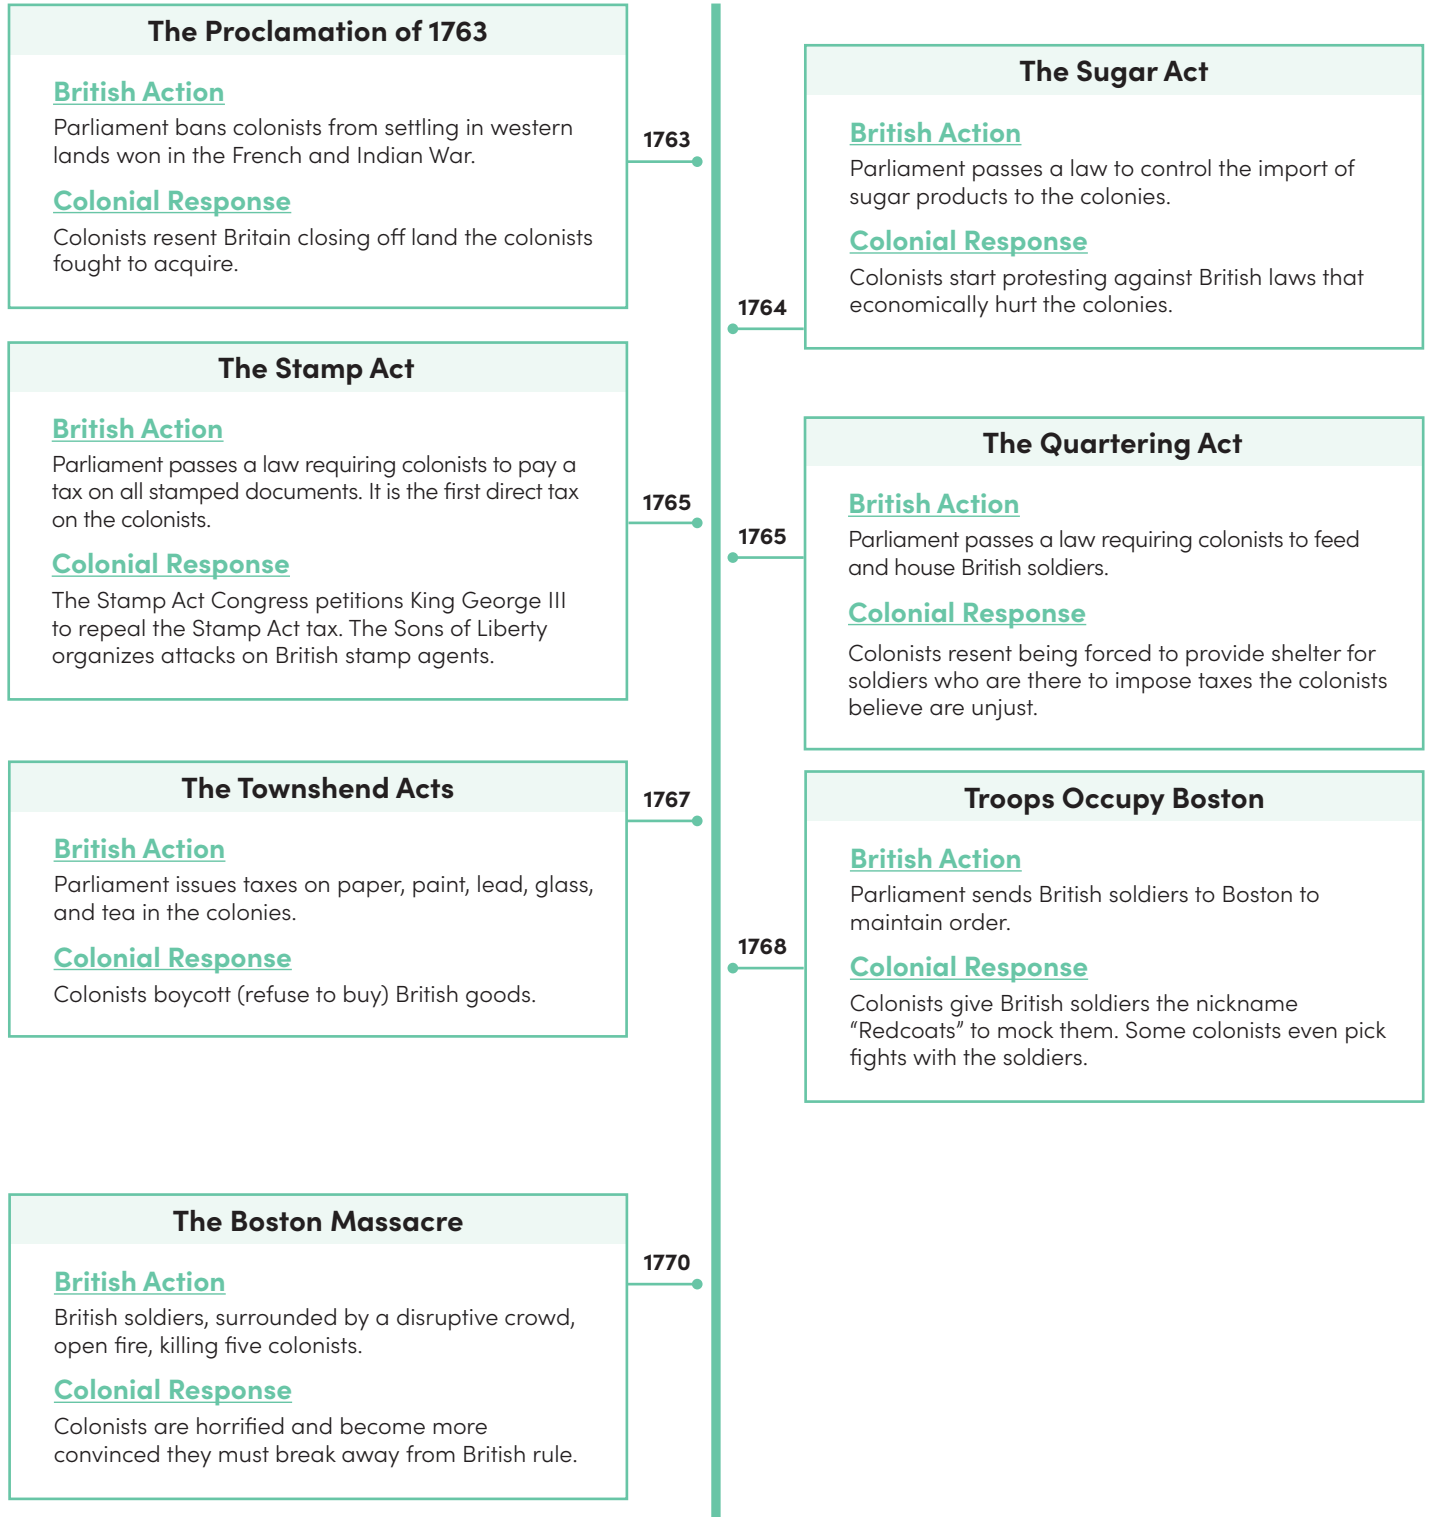 The Proclamation of 1763
British Action
Parliament bans colonists from settling in western
lands won in the French and Indian War.
Colonial Response
Colonists resent Britain closing off land the colonists
fought to acquire.
1763
The Sugar Act
British Action
Parliament passes a law to control the import of
sugar products to the colonies.
Colonial Response
Colonists start protesting against British laws that
economically hurt the colonies.
1764
The Stamp Act
British Action
Parliament passes a law requiring colonists to pay a
tax on all stamped documents. It is the first direct tax
on the colonists.
Colonial Response
The Stamp Act Congress petitions King George III
to repeal the Stamp Act tax. The Sons of Liberty
organizes attacks on British stamp agents.
1765
The Quartering Act
British Action
Parliament passes a law requiring colonists to feed
and house British soldiers.
Colonial Response
Colonists resent being forced to provide shelter for
soldiers who are there to impose taxes the colonists
believe are unjust.
1765
The Townshend Acts
British Action
Parliament issues taxes on paper, paint, lead, glass,
and tea in the colonies.
Colonial Response
Colonists boycott (refuse to buy) British goods.
1767
Troops Occupy Boston
British Action
Parliament sends British soldiers to Boston to
maintain order.
Colonial Response
Colonists give British soldiers the nickname
“Redcoats” to mock them. Some colonists even pick
fights with the soldiers.
1768
The Boston Massacre
British Action
British soldiers, surrounded by a disruptive crowd,
open fire, killing five colonists.
Colonial Response
Colonists are horrified and become more
convinced they must break away from British rule.
1770